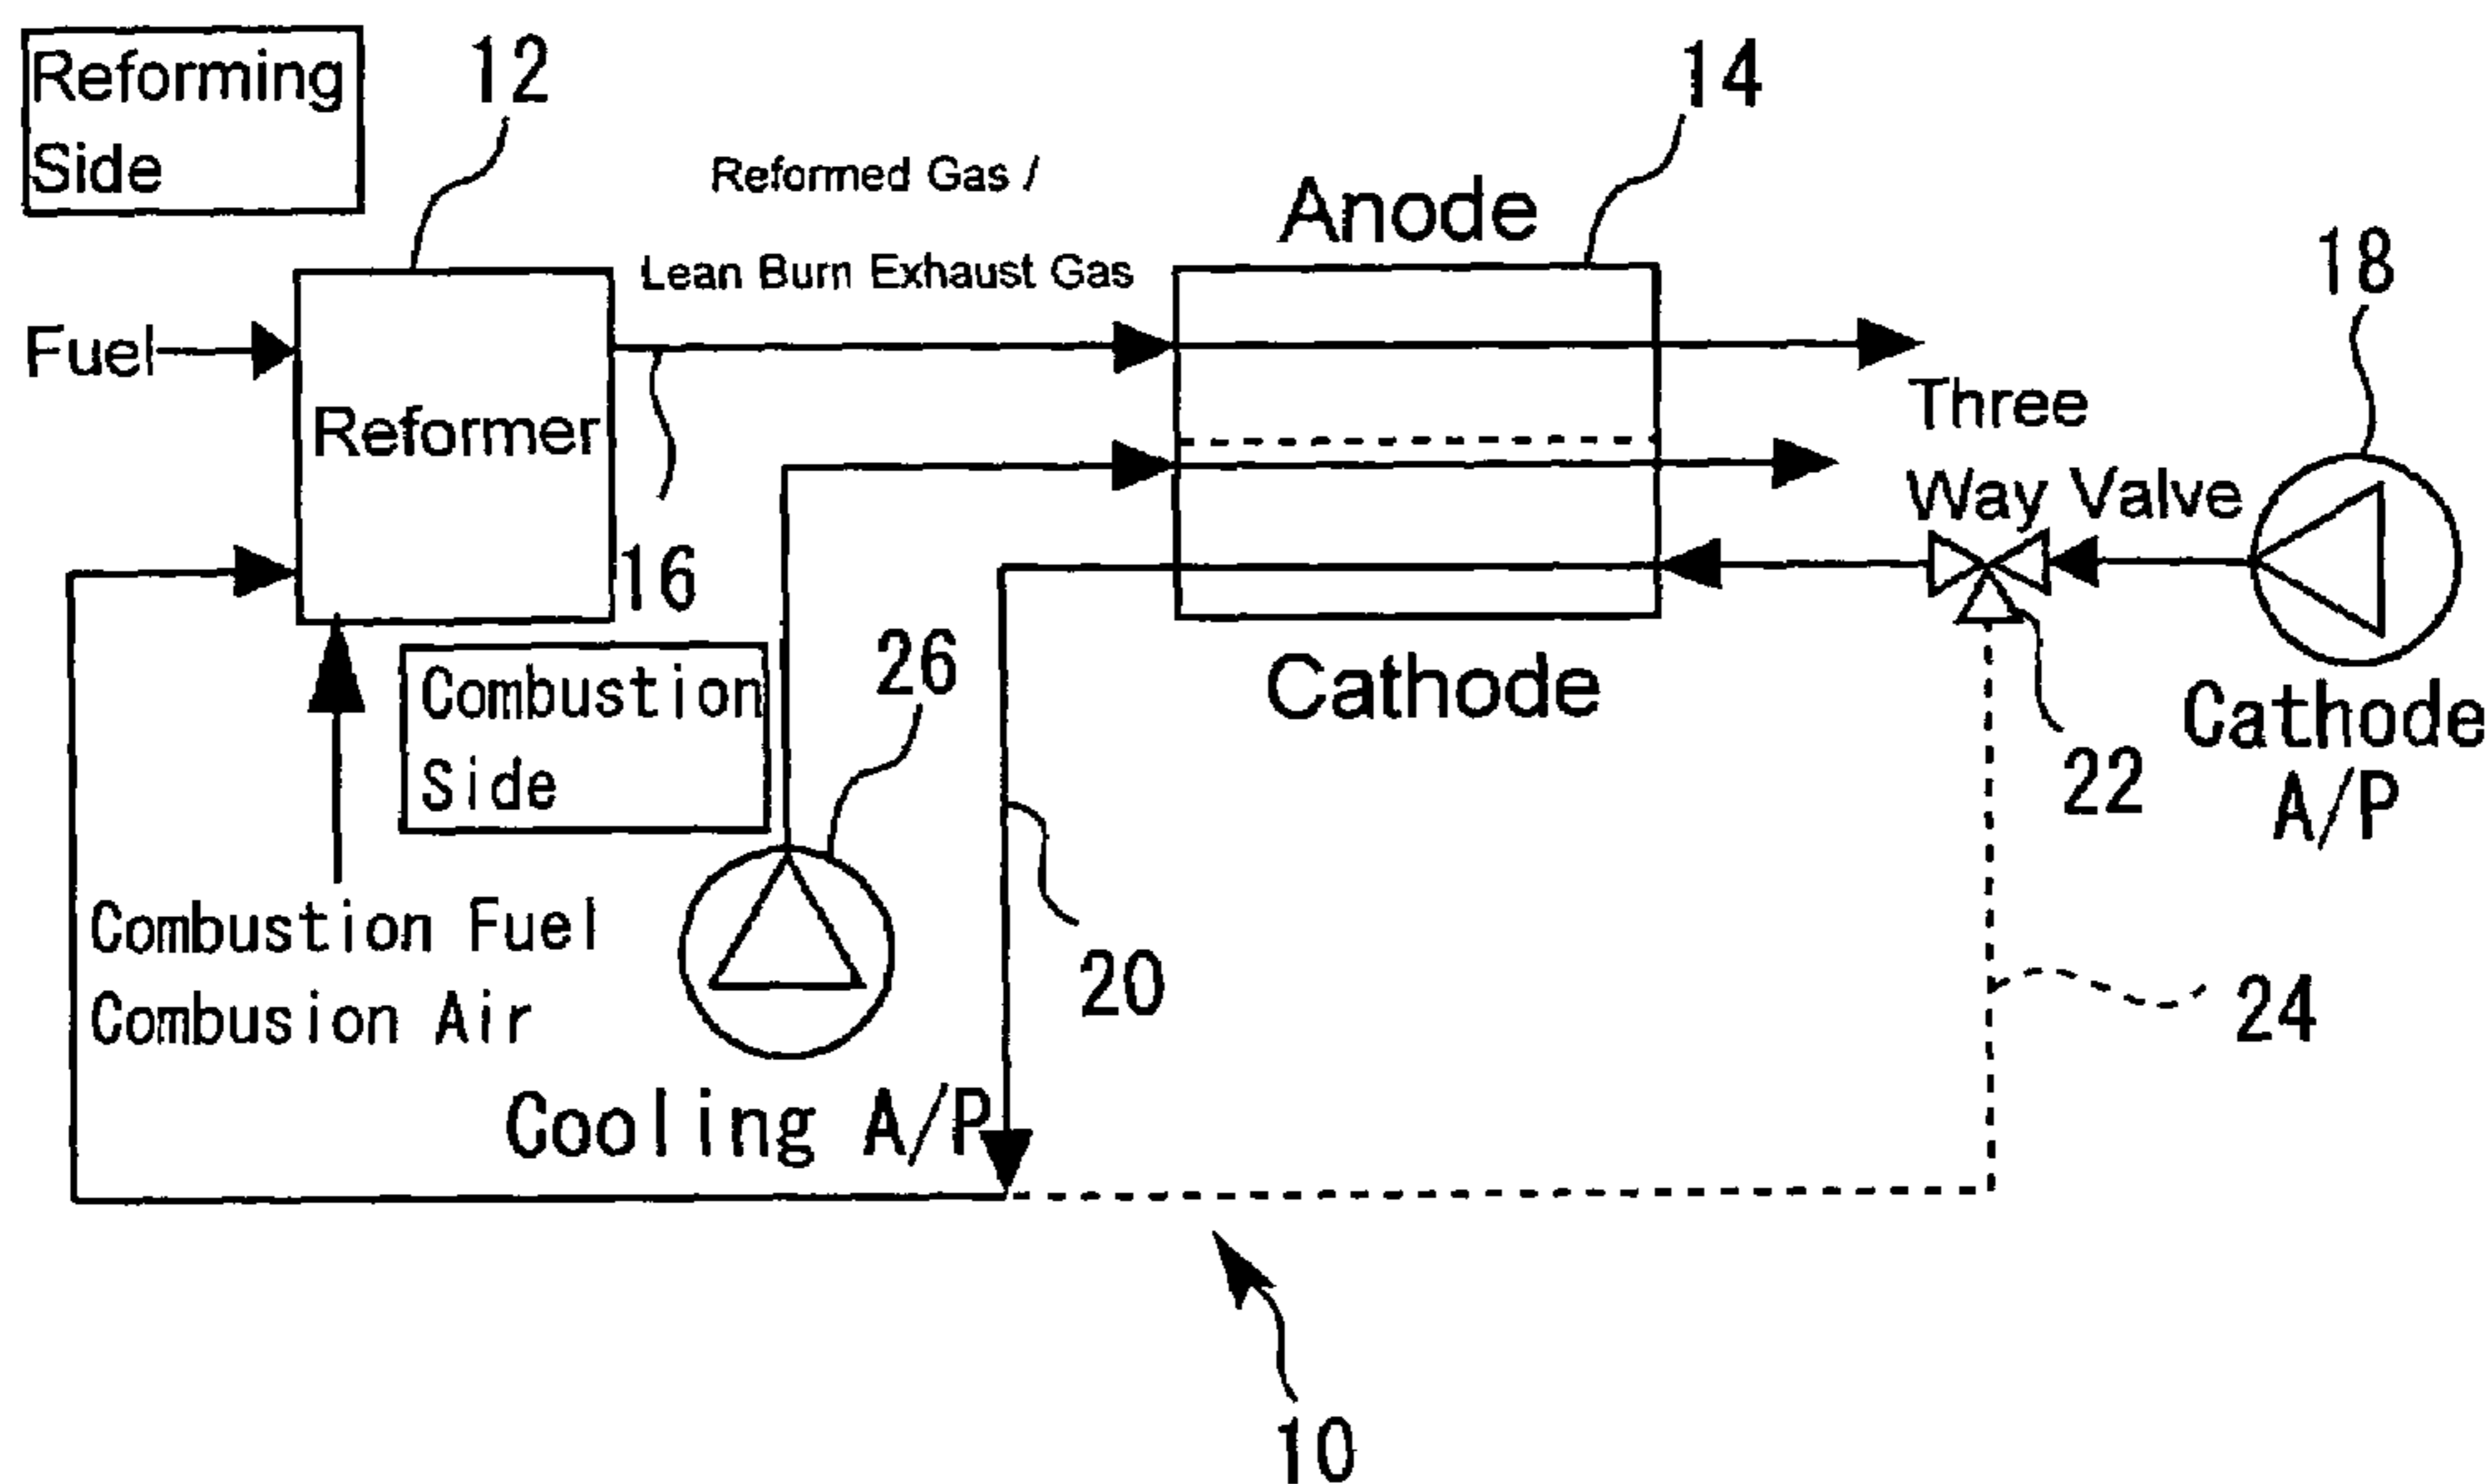 Reforming
Side
12
14
Reformed Gas /
Lean Burn Exhaust Gas
Anode
18
Fuel
Reformer
Three
Way Valve
16
Combustion
Side
26
Cathode
22
Cathode
A/P
Combustion Fuel
Combusion Air
20
24
Cooling A/P
10